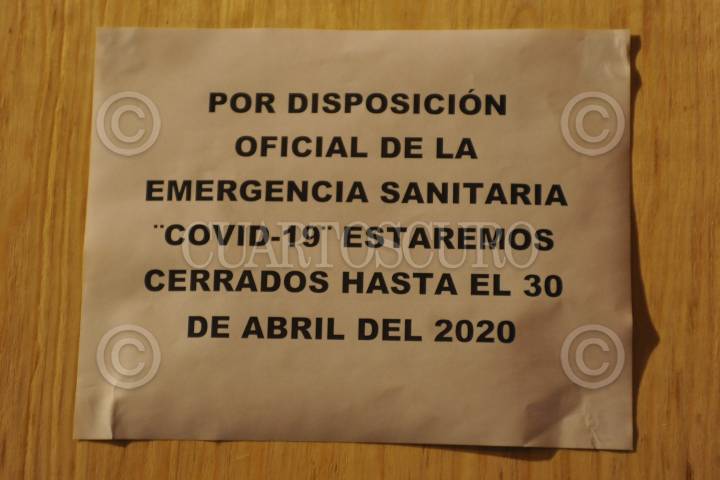 POR DISPOSICIÓN
OFICIAL DE LA
EMERGENCIA SANITARIA
¨COVID-19¨ ESTAREMOS
CUARTOSCURO
CERRADOS HASTA EL 30
DE ABRIL DEL 2020